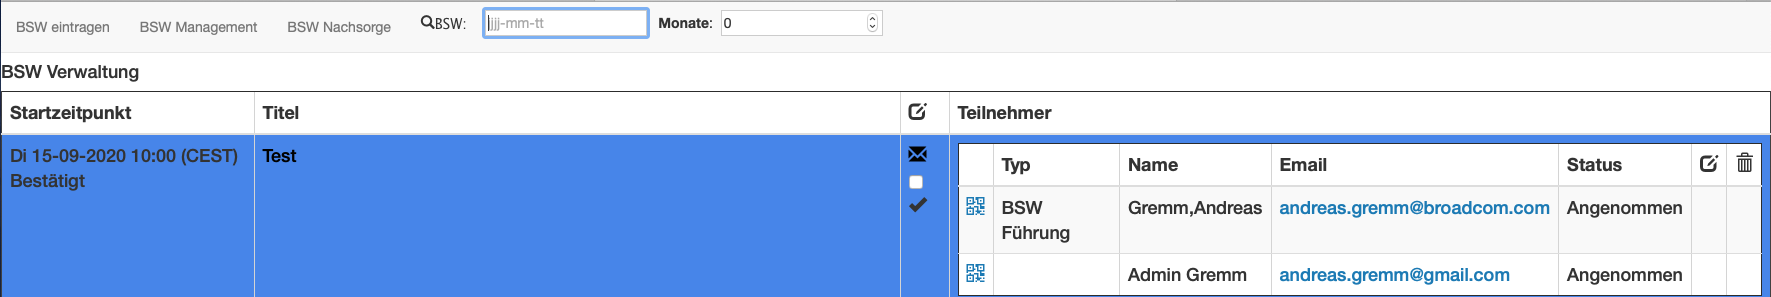 BSW eintragen BSW Management BSW Nachsorge BSW: jjjj-mm-tt Monate: 0
BSW Verwaltung
Startzeitpunkt Titel Teilnehmer
Di 15-09-2020 10:00 (CEST) Test
Bestätigt
Typ Name Email Status
BSW Gremm,Andreas andreas.gremm@broadcom.com Angenommen
Führung
Admin Gremm andreas.gremm@gmail.com Angenommen